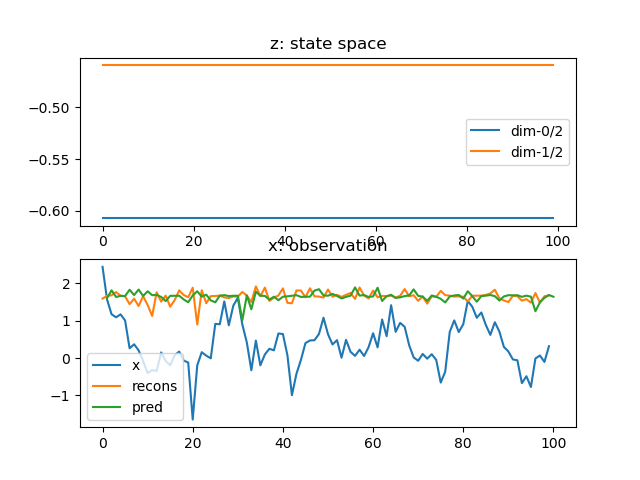 z: state space
−0.50
−0.55
−0.60
dim-0/2
dim-1/2
0 20 40 60 80 100
x: observation
2
1
0
−1
x
recons
pred
0 20 40 60 80 100